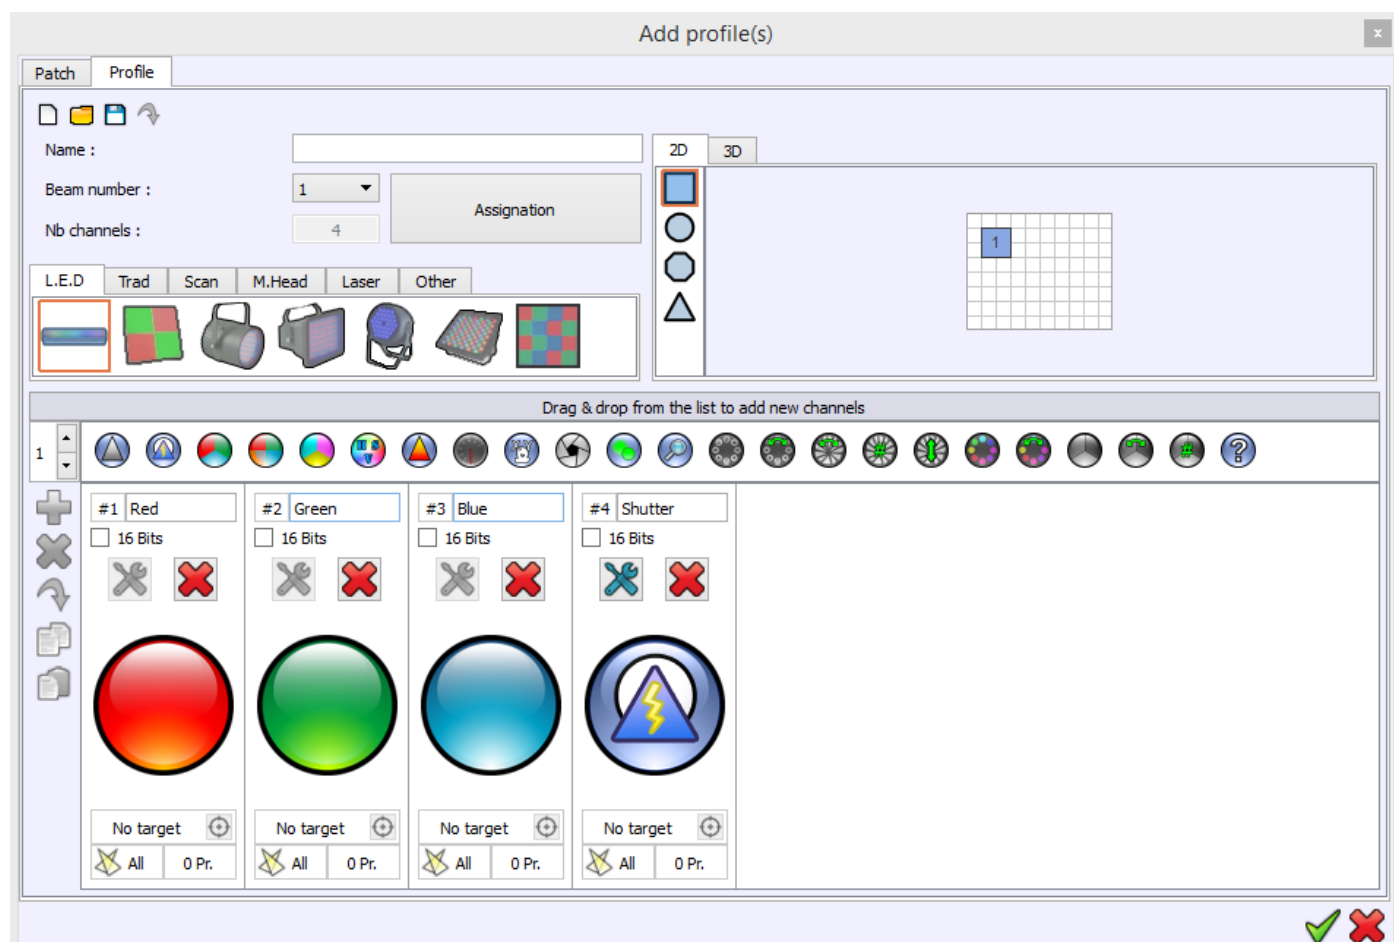 Add profile(s)
x
Patch Profile
Name :
2D 3D
Beam number : 1
Assignation
Nb channels : 4
1
L.E.D Trad Scan M.Head Laser Other
Drag & drop from the list to add new channels
1 H S V # # ?
#1 Red #2 Green #3 Blue #4 Shutter
16 Bits 16 Bits 16 Bits 16 Bits
No target No target No target No target
All 0 Pr. All 0 Pr. All 0 Pr. All 0 Pr.